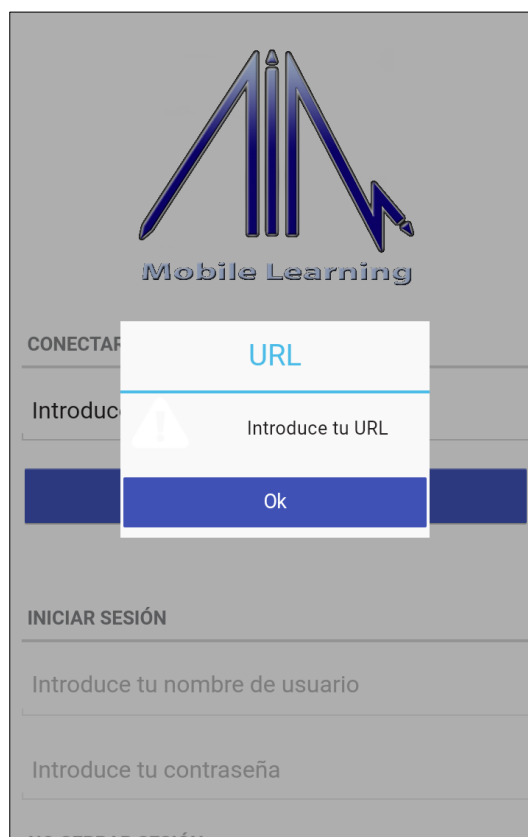 Mobile Learning
CONECTAR
URL
Introduce
Introduce tu URL
Ok
INICIAR SESIÓN
Introduce tu nombre de usuario
Introduce tu contraseña